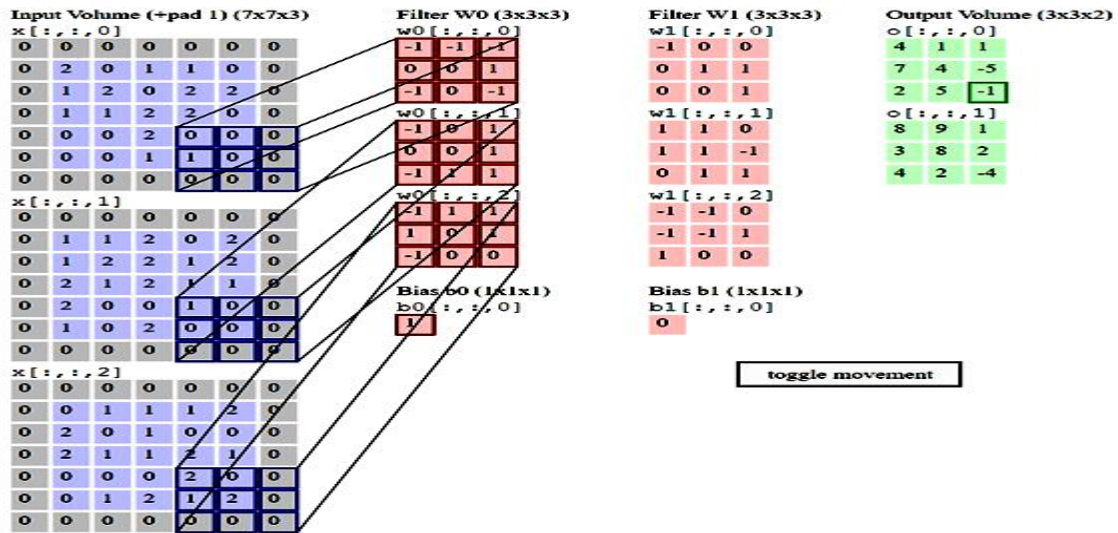 Input Volume (+pad 1) (7x7x3)
x[:,:,0]
0 0 0 0 0 0 0
0 2 0 1 1 0 0
0 1 2 0 2 2 0
0 1 1 2 2 0 0
0 0 0 2 0 0 0
0 0 0 1 1 0 0
0 0 0 0 0 0 0
x[:,:,1]
0 0 0 0 0 0 0
0 1 1 2 0 2 0
0 1 2 2 1 2 0
0 2 1 2 1 1 0
0 2 0 0 1 0 0
0 1 0 2 0 0 0
0 0 0 0 0 0 0
x[:,:,2]
0 0 0 0 0 0 0
0 0 1 1 1 2 0
0 2 0 1 0 0 0
0 2 1 1 2 1 0
0 0 0 0 2 0 0
0 0 1 2 1 2 0
0 0 0 0 0 0 0
Filter W0 (3x3x3)
w0[:,:,0]
-1 -1 -1
0 0 1
-1 0 -1
w0[:,:,1]
-1 0 1
0 0 1
-1 1 1
w0[:,:,2]
-1 1 1
1 0 1
-1 0 0
Bias b0 (1x1x1)
b0[:,:,0]
1
Filter W1 (3x3x3)
w1[:,:,0]
-1 0 0
0 1 1
0 0 1
w1[:,:,1]
1 1 0
1 1 -1
0 1 1
w1[:,:,2]
-1 -1 0
-1 -1 1
1 0 0
Bias b1 (1x1x1)
b1[:,:,0]
0
Output Volume (3x3x2)
o[:,:,0]
4 1 1
7 4 -5
2 5 -1
o[:,:,1]
8 9 1
3 8 2
4 2 -4
toggle movement